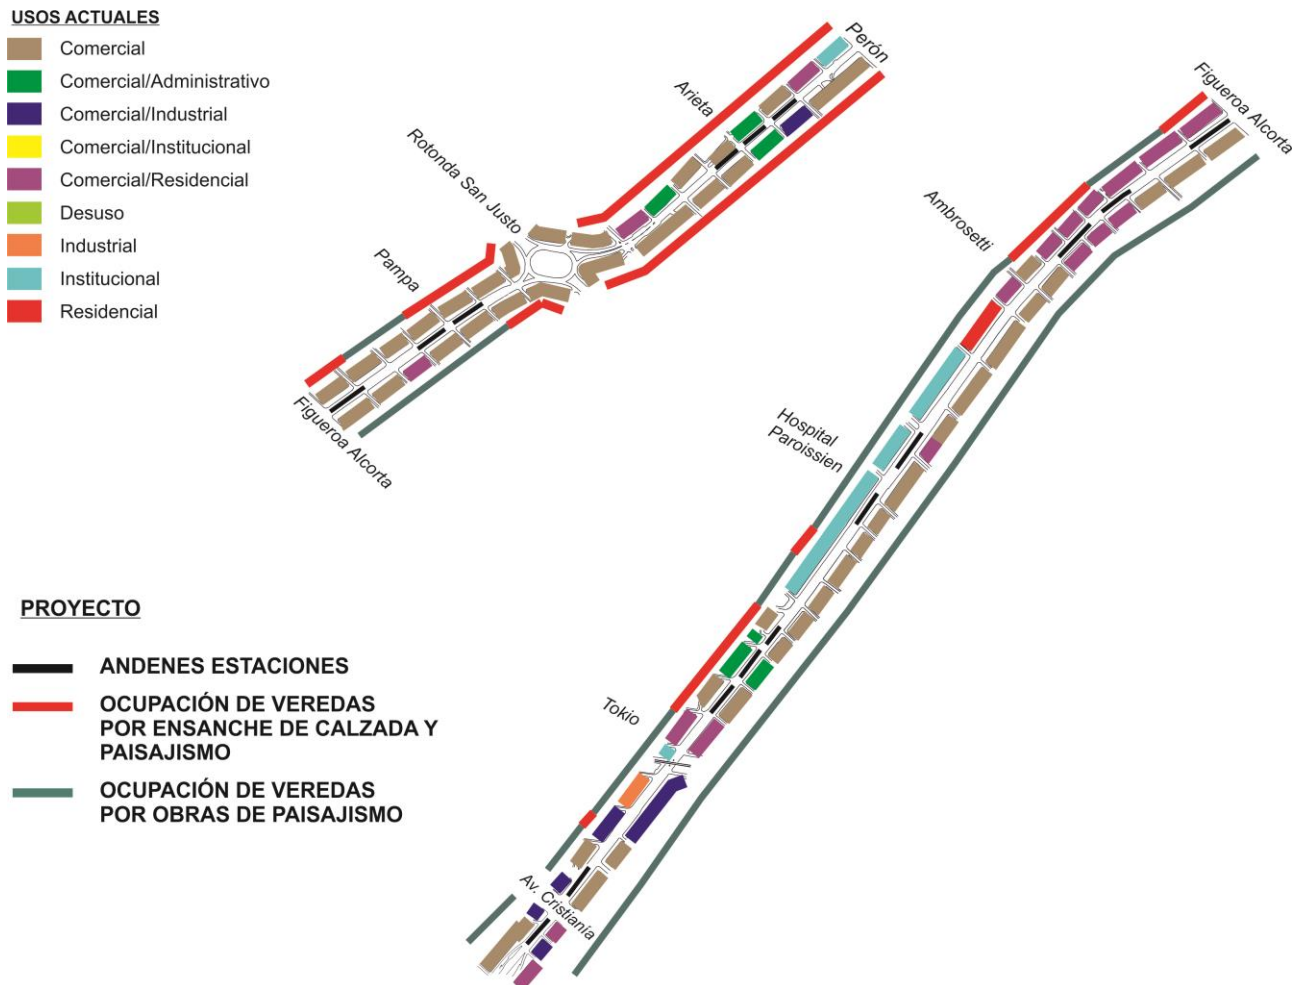 USOS ACTUALES
Comercial
Comercial/Administrativo
Comercial/Industrial
Comercial/Institucional
Comercial/Residencial
Desuso
Industrial
Institucional
Residencial
Perón
Arieta
Rotonda San Justo
Pampa
Figueroa Alcorta
Figueroa Alcorta
Ambrosetti
Hospital
Paroissien
Tokio
Av. Cristianía
PROYECTO
ANDENES ESTACIONES
OCUPACIÓN DE VEREDAS
POR ENSANCHE DE CALZADA Y
PAISAJISMO
OCUPACIÓN DE VEREDAS
POR OBRAS DE PAISAJISMO